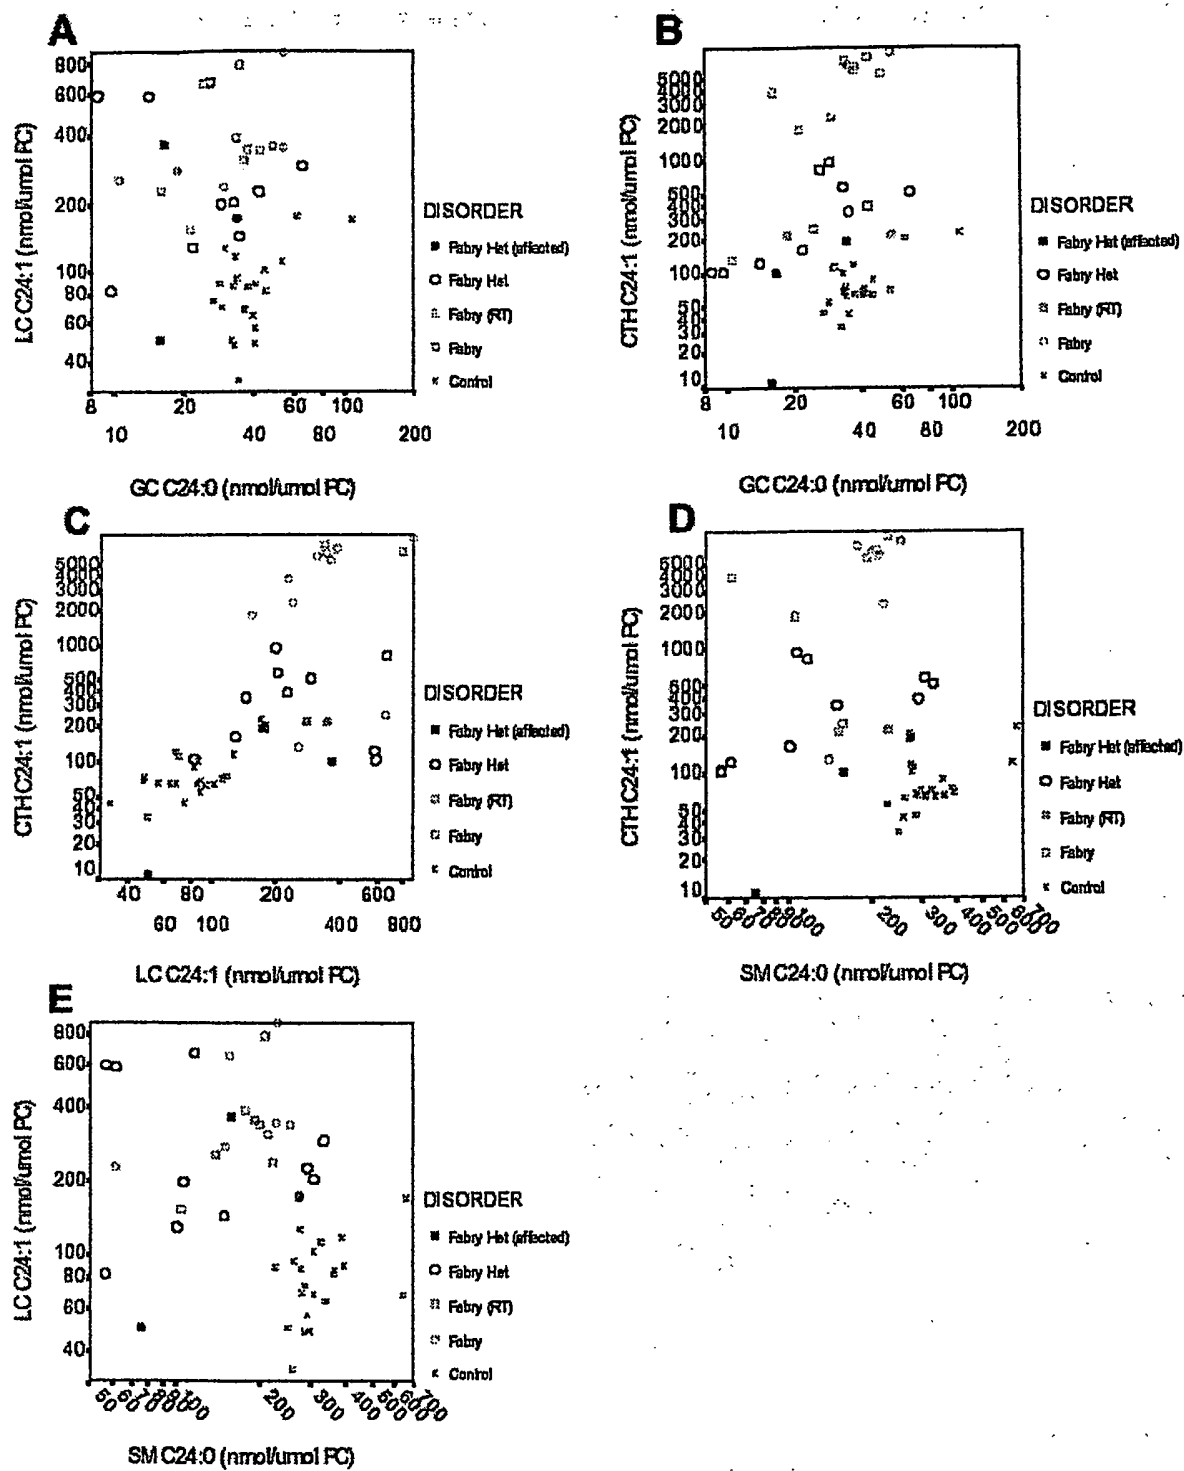 A
LC C24:1 (nmol/umol PC)
800
600
400
200
100
80
60
40
8
20
60
100
10
40
80
200
GC C24:0 (nmol/umol PC)
DISORDER
Fabry Het (affected)
Fabry Het
Fabry (RT)
Fabry
Control
B
CTH C24:1 (nmol/umol PC)
5000
4000
3000
2000
1000
500
400
300
200
100
50
40
30
20
10
8
20
60
100
10
40
80
200
GC C24:0 (nmol/umol PC)
DISORDER
Fabry Het (affected)
Fabry Het
Fabry (RT)
Fabry
Control
C
CTH C24:1 (nmol/umol PC)
5000
4000
3000
2000
1000
500
400
300
200
100
50
40
30
20
10
40
80
200
600
60
100
400
800
LC C24:1 (nmol/umol PC)
DISORDER
Fabry Het (affected)
Fabry Het
Fabry (RT)
Fabry
Control
D
CTH C24:1 (nmol/umol PC)
5000
4000
3000
2000
1000
500
400
300
200
100
50
40
30
20
10
50
60
70
80
90
100
200
300
400
500
600
700
SM C24:0 (nmol/umol PC)
DISORDER
Fabry Het (affected)
Fabry Het
Fabry (RT)
Fabry
Control
E
LC C24:1 (nmol/umol PC)
800
600
400
200
100
80
60
40
50
60
70
80
90
100
200
300
400
500
600
700
SM C24:0 (nmol/umol PC)
DISORDER
Fabry Het (affected)
Fabry Het
Fabry (RT)
Fabry
Control